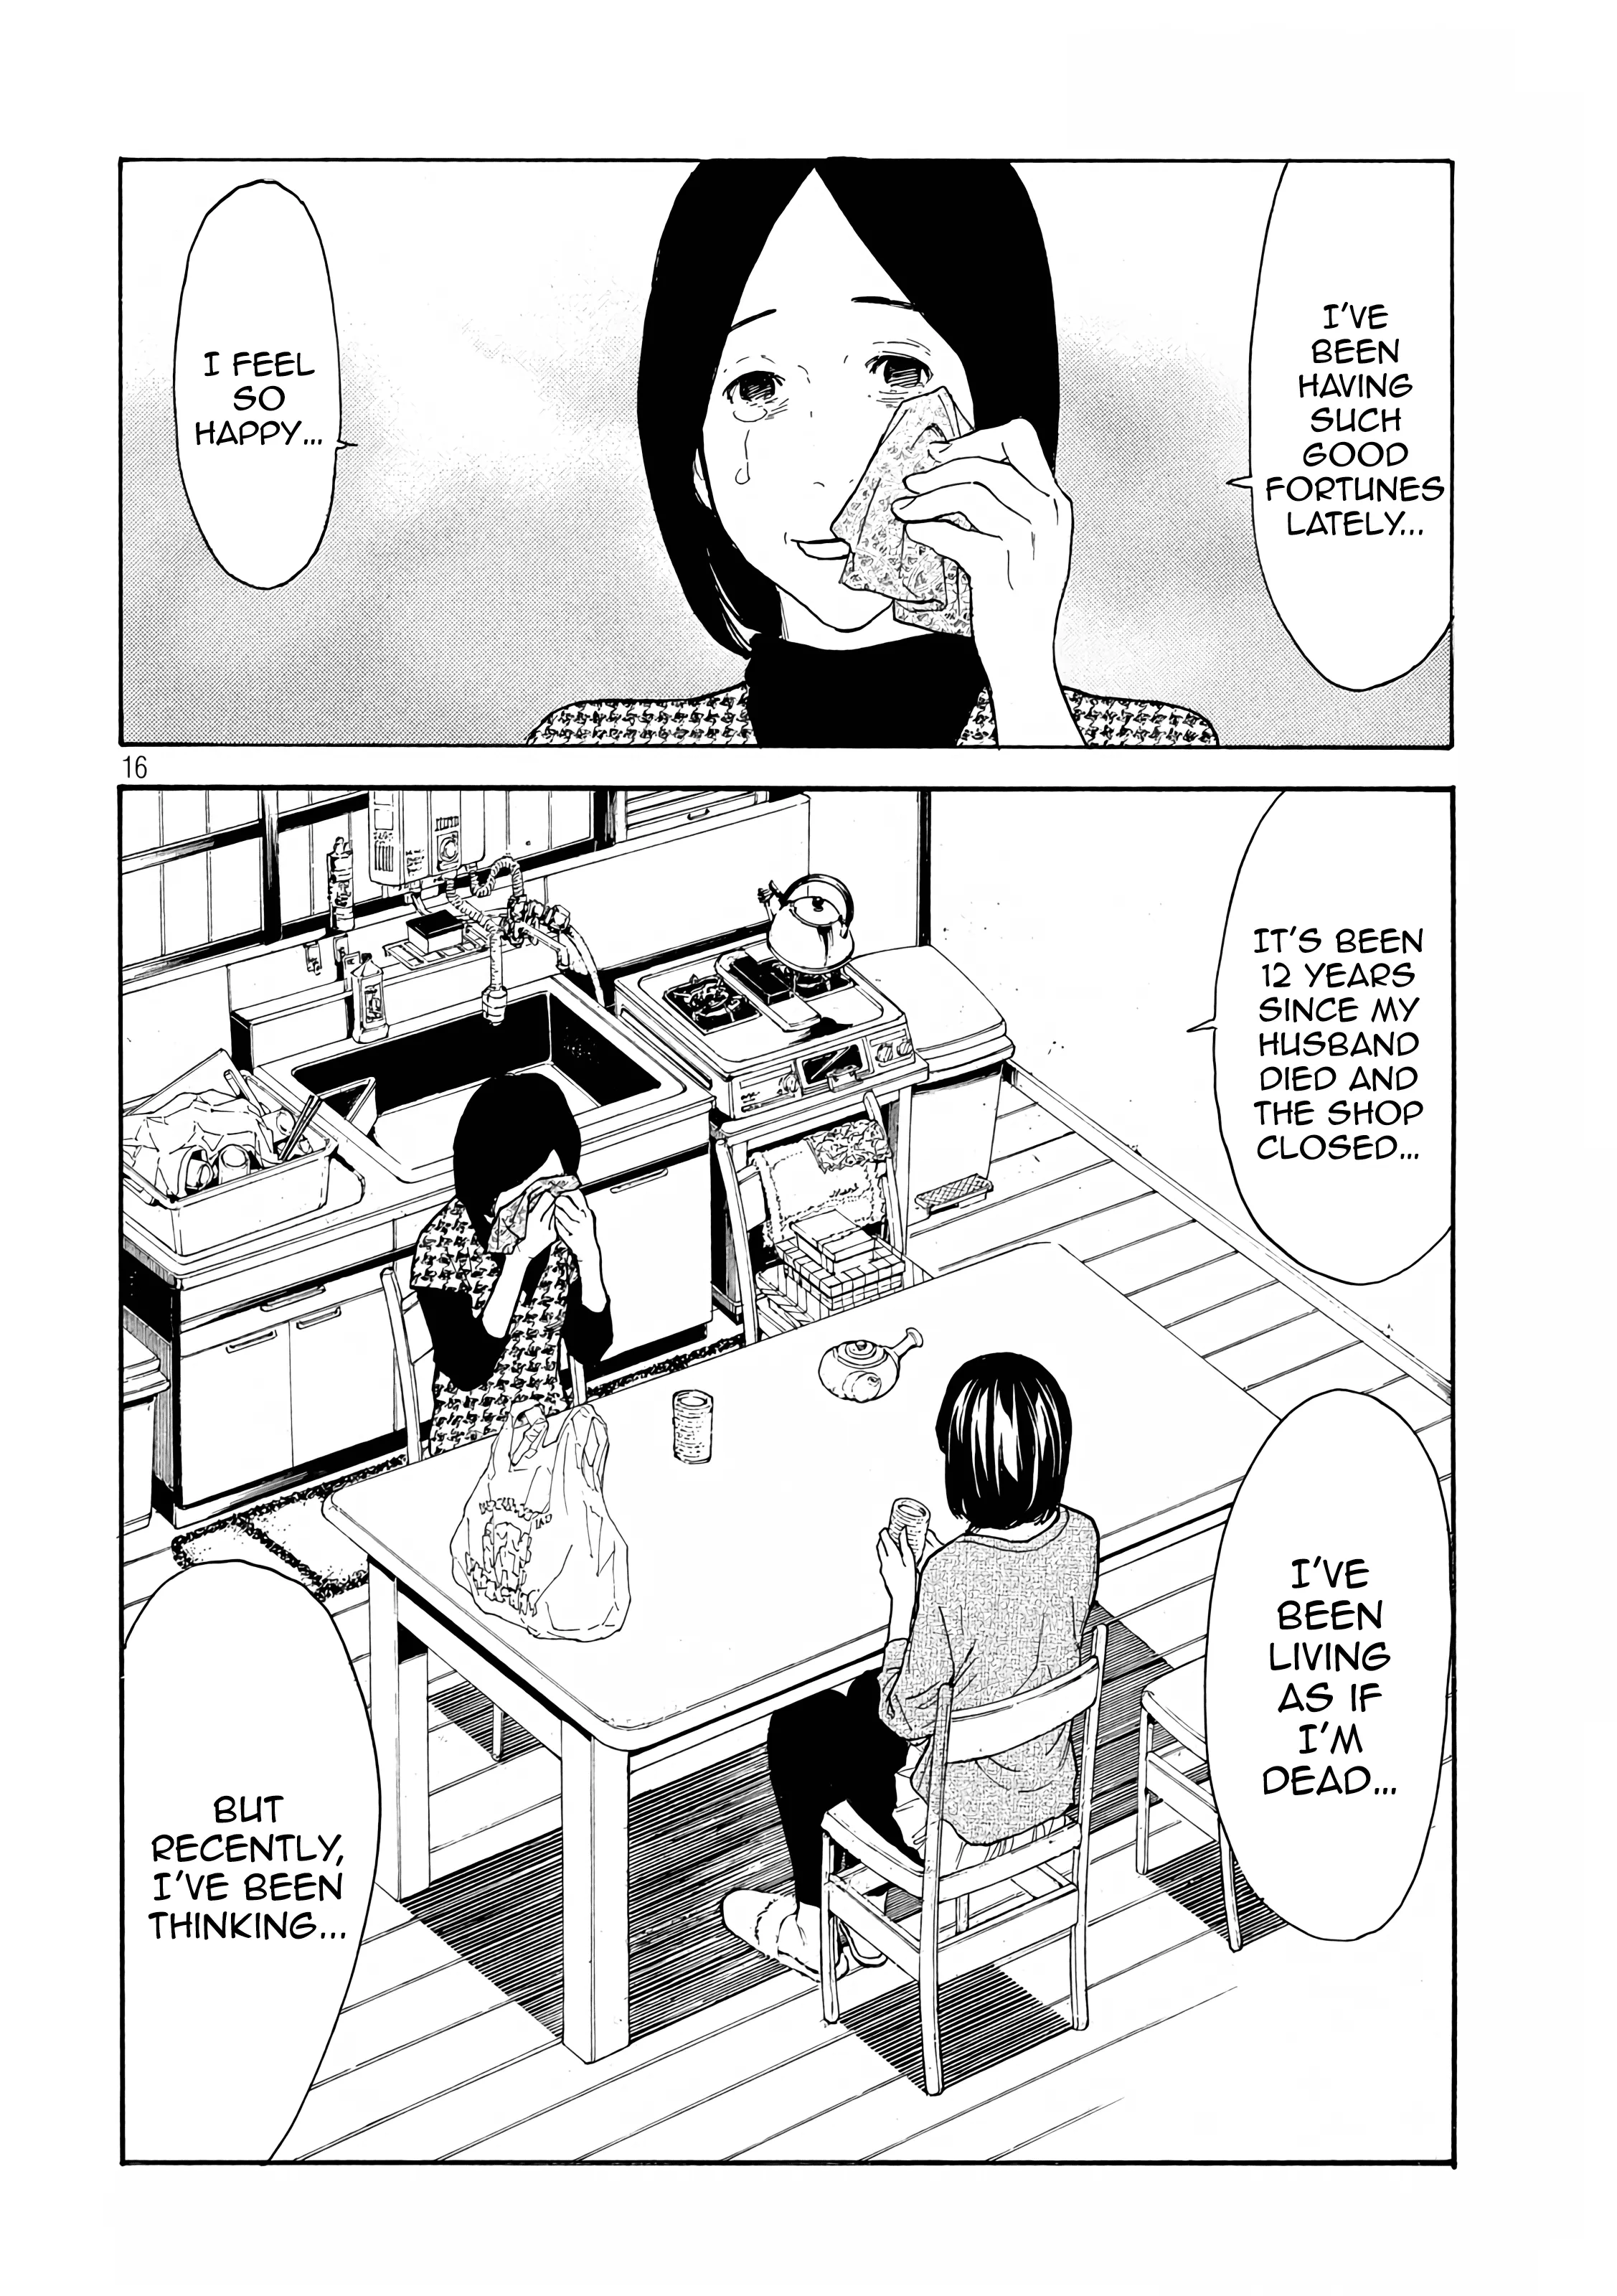 I'VE
BEEN
HAVING
SUCH
GOOD
FORTUNES
LATELY...
I FEEL
SO
HAPPY...
16
IT'S BEEN
12 YEARS
SINCE MY
HUSBAND
DIED AND
THE SHOP
CLOSED...
I'VE
BEEN
LIVING
AS IF
I'M
DEAD...
BUT
RECENTLY,
I'VE BEEN
THINKING...